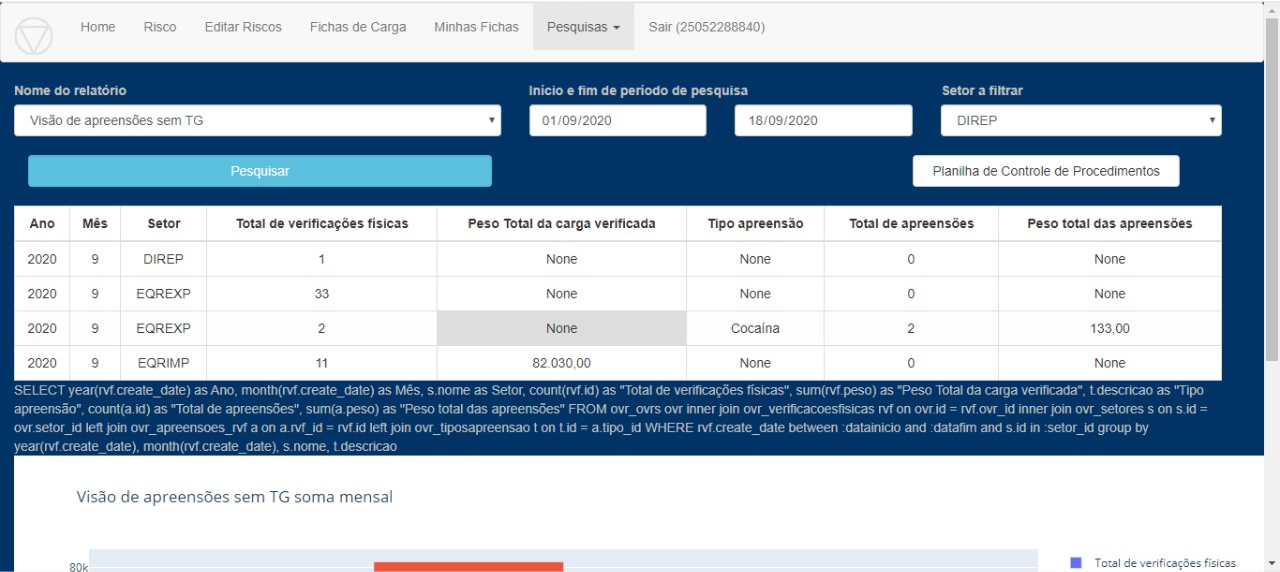 Home Risco Editar Riscos Fichas de Carga Minhas Fichas Pesquisas Sair (25052288840)
Nome do relatório Início e fim de período de pesquisa Setor a filtrar
Visão de apreensões sem TG 01/09/2020 18/09/2020 DIREP
Pesquisar Planilha de Controle de Procedimentos
Ano Mês Setor Total de verificações físicas Peso Total da carga verificada Tipo apreensão Total de apreensões Peso total das apreensões
2020 9 DIREP 1 None None 0 None
2020 9 EQREXP 33 None None 0 None
2020 9 EQREXP 2 None Cocaína 2 133,00
2020 9 EQRIMP 11 82.030,00 None 0 None
SELECT year(rvf.create_date) as Ano, month(rvf.create_date) as Mês, s.nome as Setor, count(rvf.id) as "Total de verificações físicas", sum(rvf.peso) as "Peso Total da carga verificada", t.descricao as "Tipo
apreensão", count(a.id) as "Total de apreensões", sum(a.peso) as "Peso total das apreensões" FROM ovr_ovrs ovr inner join ovr_verificacoesfisicas rvf on ovr.id = rvf.ovr_id inner join ovr_setores s on s.id =
ovr.setor_id left join ovr_apreensoes_rvf a on a.rvf_id = rvf.id left join ovr_tiposapreensao t on t.id = a.tipo_id WHERE rvf.create_date between :datainicio and :datafim and s.id in :setor_id group by
year(rvf.create_date), month(rvf.create_date), s.nome, t.descricao
Visão de apreensões sem TG soma mensal
80k Total de verificações físicas